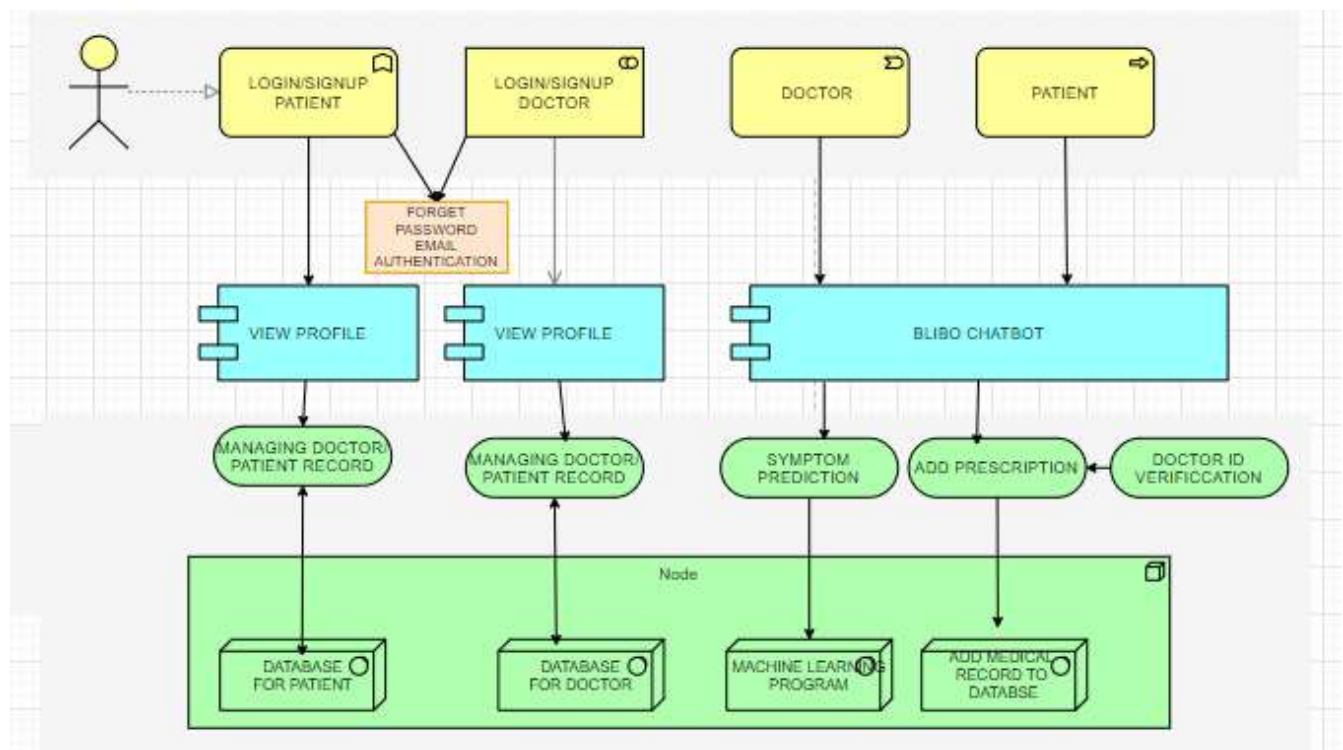 LOGIN/SIGNUP
PATIENT
LOGIN/SIGNUP
DOCTOR
DOCTOR
PATIENT
FORGET
PASSWORD
EMAIL
AUTHENTICATION
VIEW PROFILE
VIEW PROFILE
BLIBO CHATBOT
MANAGING DOCTOR/
PATIENT RECORD
MANAGING DOCTOR/
PATIENT RECORD
SYMPTOM
PREDICTION
ADD PRESCRIPTION
DOCTOR ID
VERIFICCATION
Node
DATABASE
FOR PATIENT
DATABASE
FOR DOCTOR
MACHINE LEARNING
PROGRAM
ADD MEDICAL
RECORD TO
DATABSE